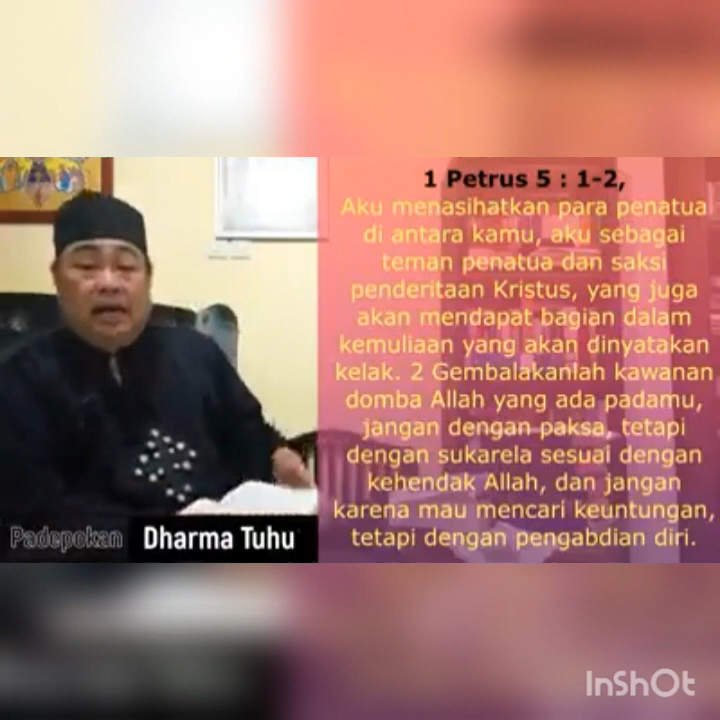 1 Petrus 5 : 1-2,
Aku menasihatkan para penatua
di antara kamu, aku sebagai
teman penatua dan saksi
penderitaan Kristus, yang juga
akan mendapat bagian dalam
kemuliaan yang akan dinyatakan
kelak. 2 Gembalakanlah kawanan
domba Allah yang ada padamu,
jangan dengan paksa, tetapi
dengan sukarela sesuai dengan
kehendak Allah, dan jangan
karena mau mencari keuntungan,
tetapi dengan pengabdian diri.
Padepokan Dharma Tuhu
InShOt